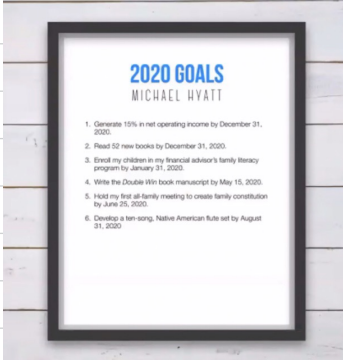 2020 GOALS
MICHAEL HYATT
1. Generate 15% in net operating income by December 31,
2020.
2. Read 52 new books by December 31, 2020.
3. Enroll my children in my financial advisor's family literacy
program by January 31, 2020.
4. Write the Double Win book manuscript by May 15, 2020.
5. Hold my first all-family meeting to create family constitution
by June 25, 2020.
6. Develop a ten-song, Native American flute set by August
31, 2020